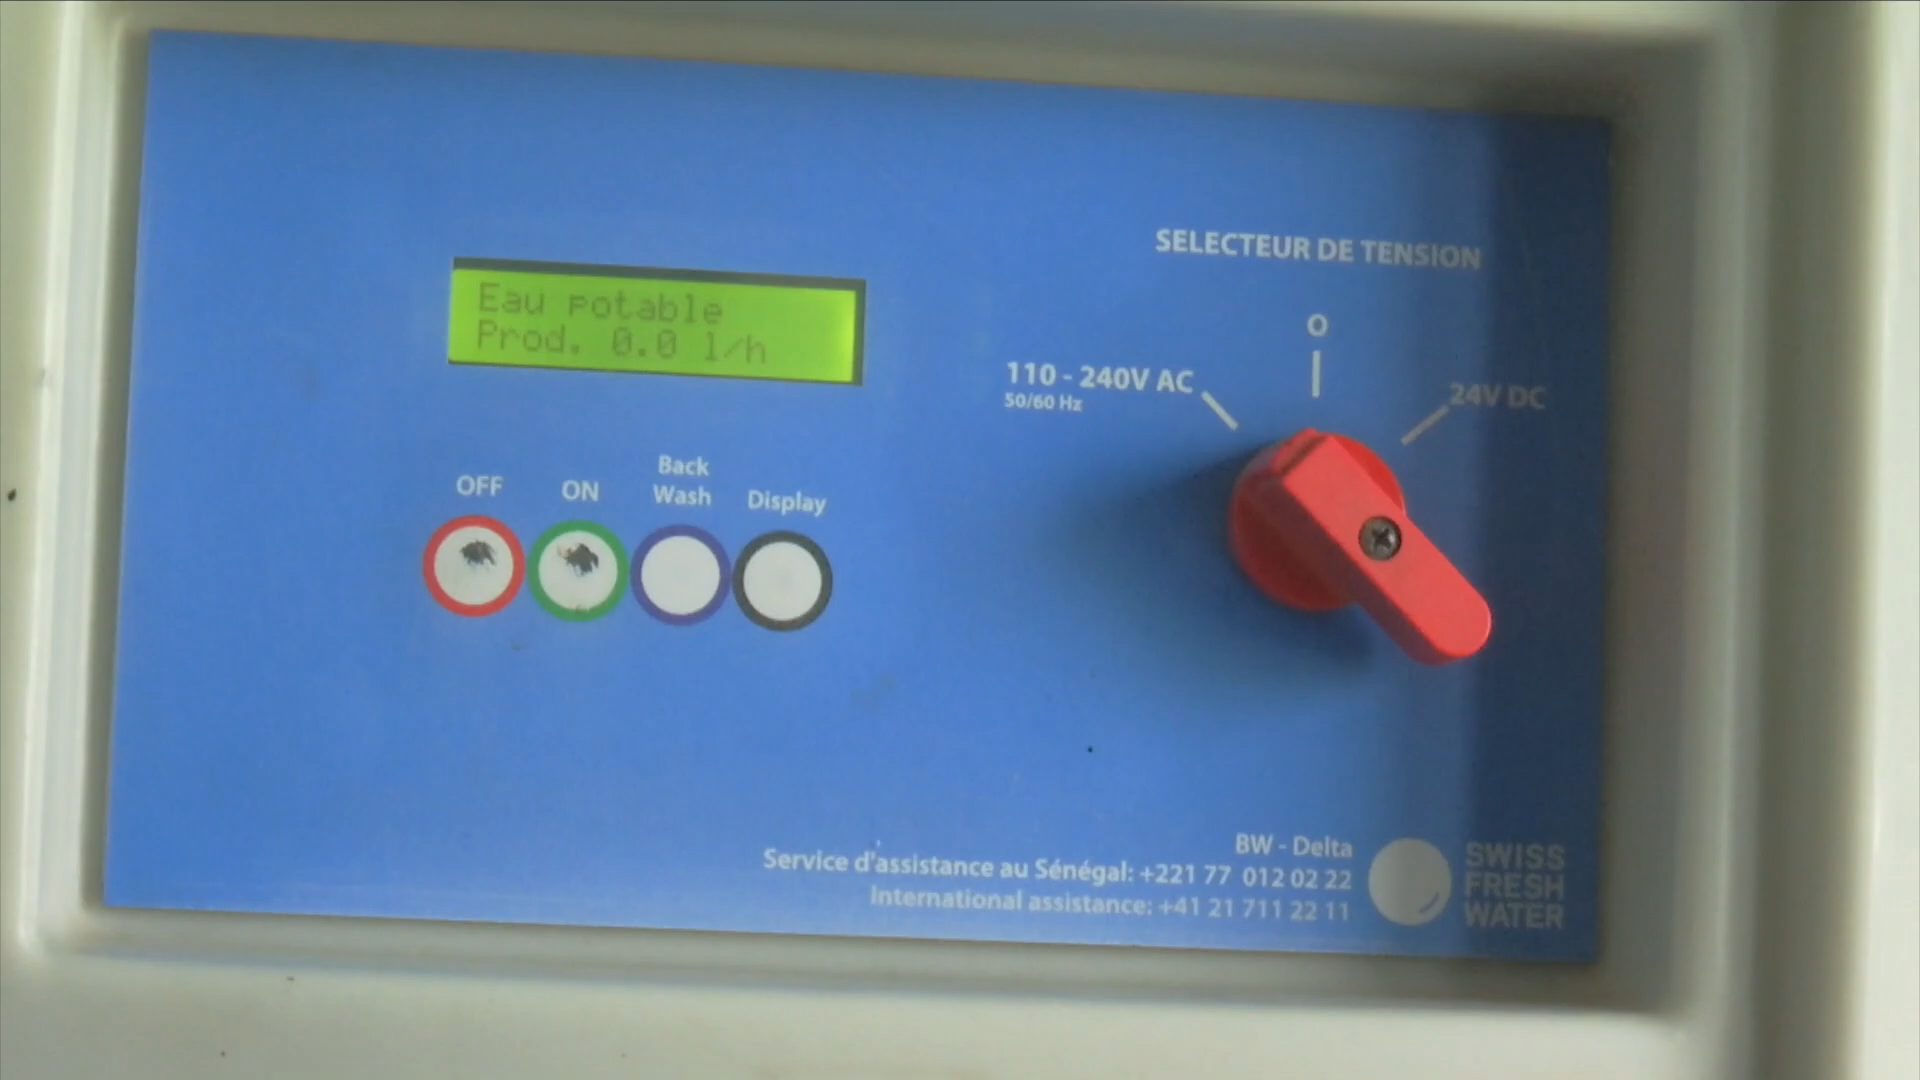 SELECTEUR DE TENSION
Eau potable
Prod. 0.0 l/h
O
110 - 240V AC
50/60 Hz
24V DC
OFF
ON
Back
Wash
Display
BW - Delta
Service d'assistance au Sénégal: +221 77 012 02 22
International assistance: +41 21 711 22 11
SWISS
FRESH
WATER